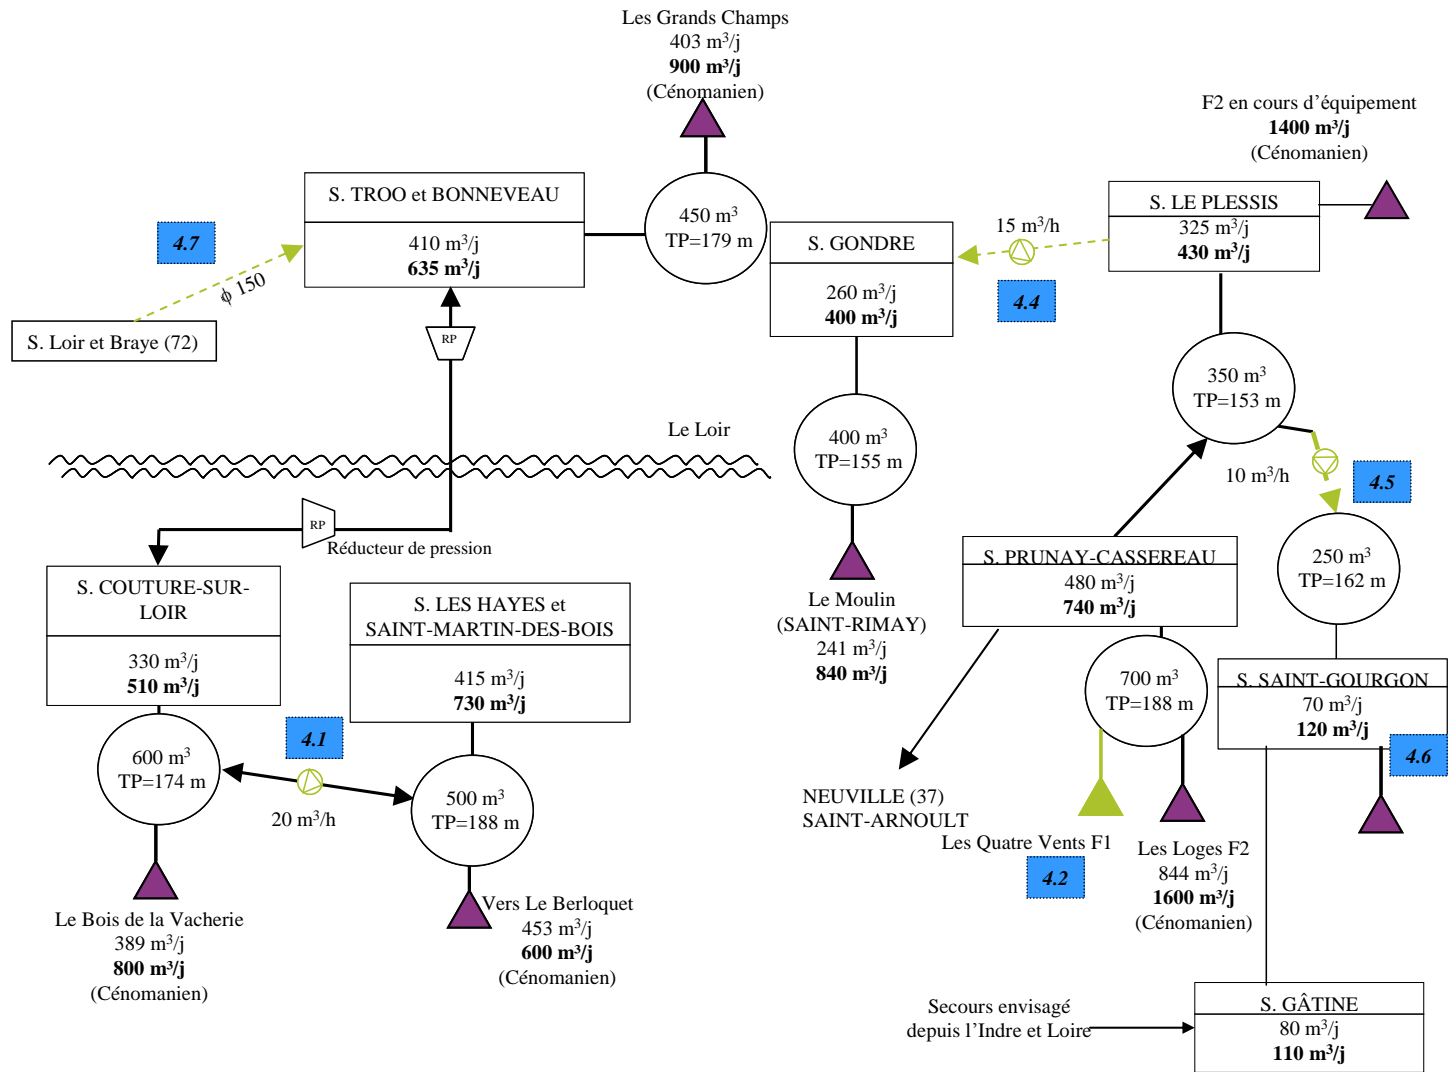 Les Grands Champs
403 m³/j
900 m³/j
(Cénomanien)
F2 en cours d’équipement
1400 m³/j
(Cénomanien)
S. TROO et BONNEVEAU
410 m³/j
635 m³/j
450 m³
TP=179 m
S. GONDRE
260 m³/j
400 m³/j
15 m³/h
4.4
S. LE PLESSIS
325 m³/j
430 m³/j
4.7
ϕ 150
S. Loir et Braye (72)
RP
350 m³
TP=153 m
Le Loir
400 m³
TP=155 m
10 m³/h
4.5
RP
Réducteur de pression
250 m³
TP=162 m
S. COUTURE-SUR-
LOIR
330 m³/j
510 m³/j
S. LES HAYES et
SAINT-MARTIN-DES-BOIS
415 m³/j
730 m³/j
Le Moulin
(SAINT-RIMAY)
241 m³/j
840 m³/j
S. PRUNAY-CASSEREAU
480 m³/j
740 m³/j
700 m³
TP=188 m
S. SAINT-GOURGON
70 m³/j
120 m³/j
4.6
4.1
600 m³
TP=174 m
20 m³/h
500 m³
TP=188 m
NEUVILLE (37)
SAINT-ARNOULT
Les Quatre Vents F1
4.2
Les Loges F2
844 m³/j
1600 m³/j
(Cénomanien)
Le Bois de la Vacherie
389 m³/j
800 m³/j
(Cénomanien)
Vers Le Berloquet
453 m³/j
600 m³/j
(Cénomanien)
Secours envisagé
depuis l’Indre et Loire
S. GÂTINE
80 m³/j
110 m³/j